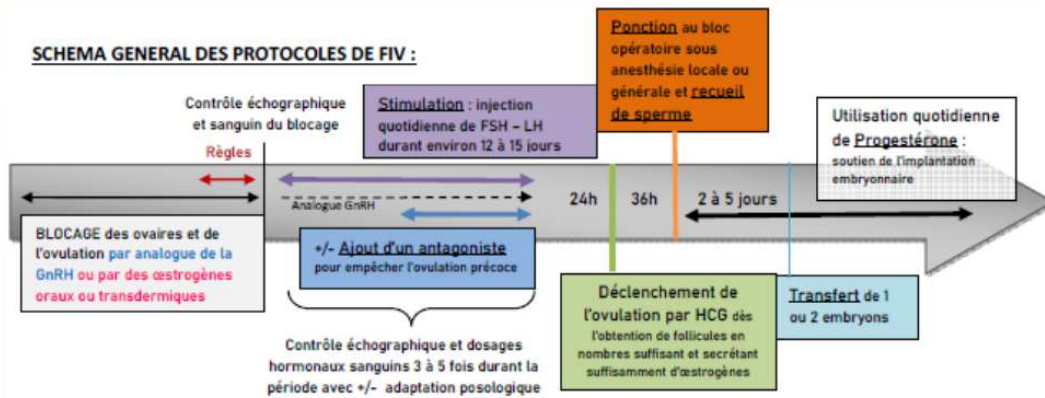 SCHEMA GENERAL DES PROTOCOLES DE FIV :
Contrôle échographique
et sanguin du blocage
Règles
Stimulation : injection
quotidienne de FSH – LH
durant environ 12 à 15 jours
Ponction au bloc
opératoire sous
anesthésie locale ou
générale et recueil
de sperme
Utilisation quotidienne
de Progestérone :
soutien de l'implantation
embryonnaire
Analogue GnRH
24h
36h
2 à 5 jours
BLOCAGE des ovaires et de
l'ovulation par analogue de la
GnRH ou par des œstrogènes
oraux ou transdermiques
+/- Ajout d'un antagoniste
pour empêcher l'ovulation précoce
Contrôle échographique et dosages
hormonaux sanguins 3 à 5 fois durant la
période avec +/- adaptation posologique
Déclenchement de
l'ovulation par HCG dès
l'obtention de follicules en
nombres suffisant et secrétant
suffisamment d'œstrogènes
Transfert de 1
ou 2 embryons